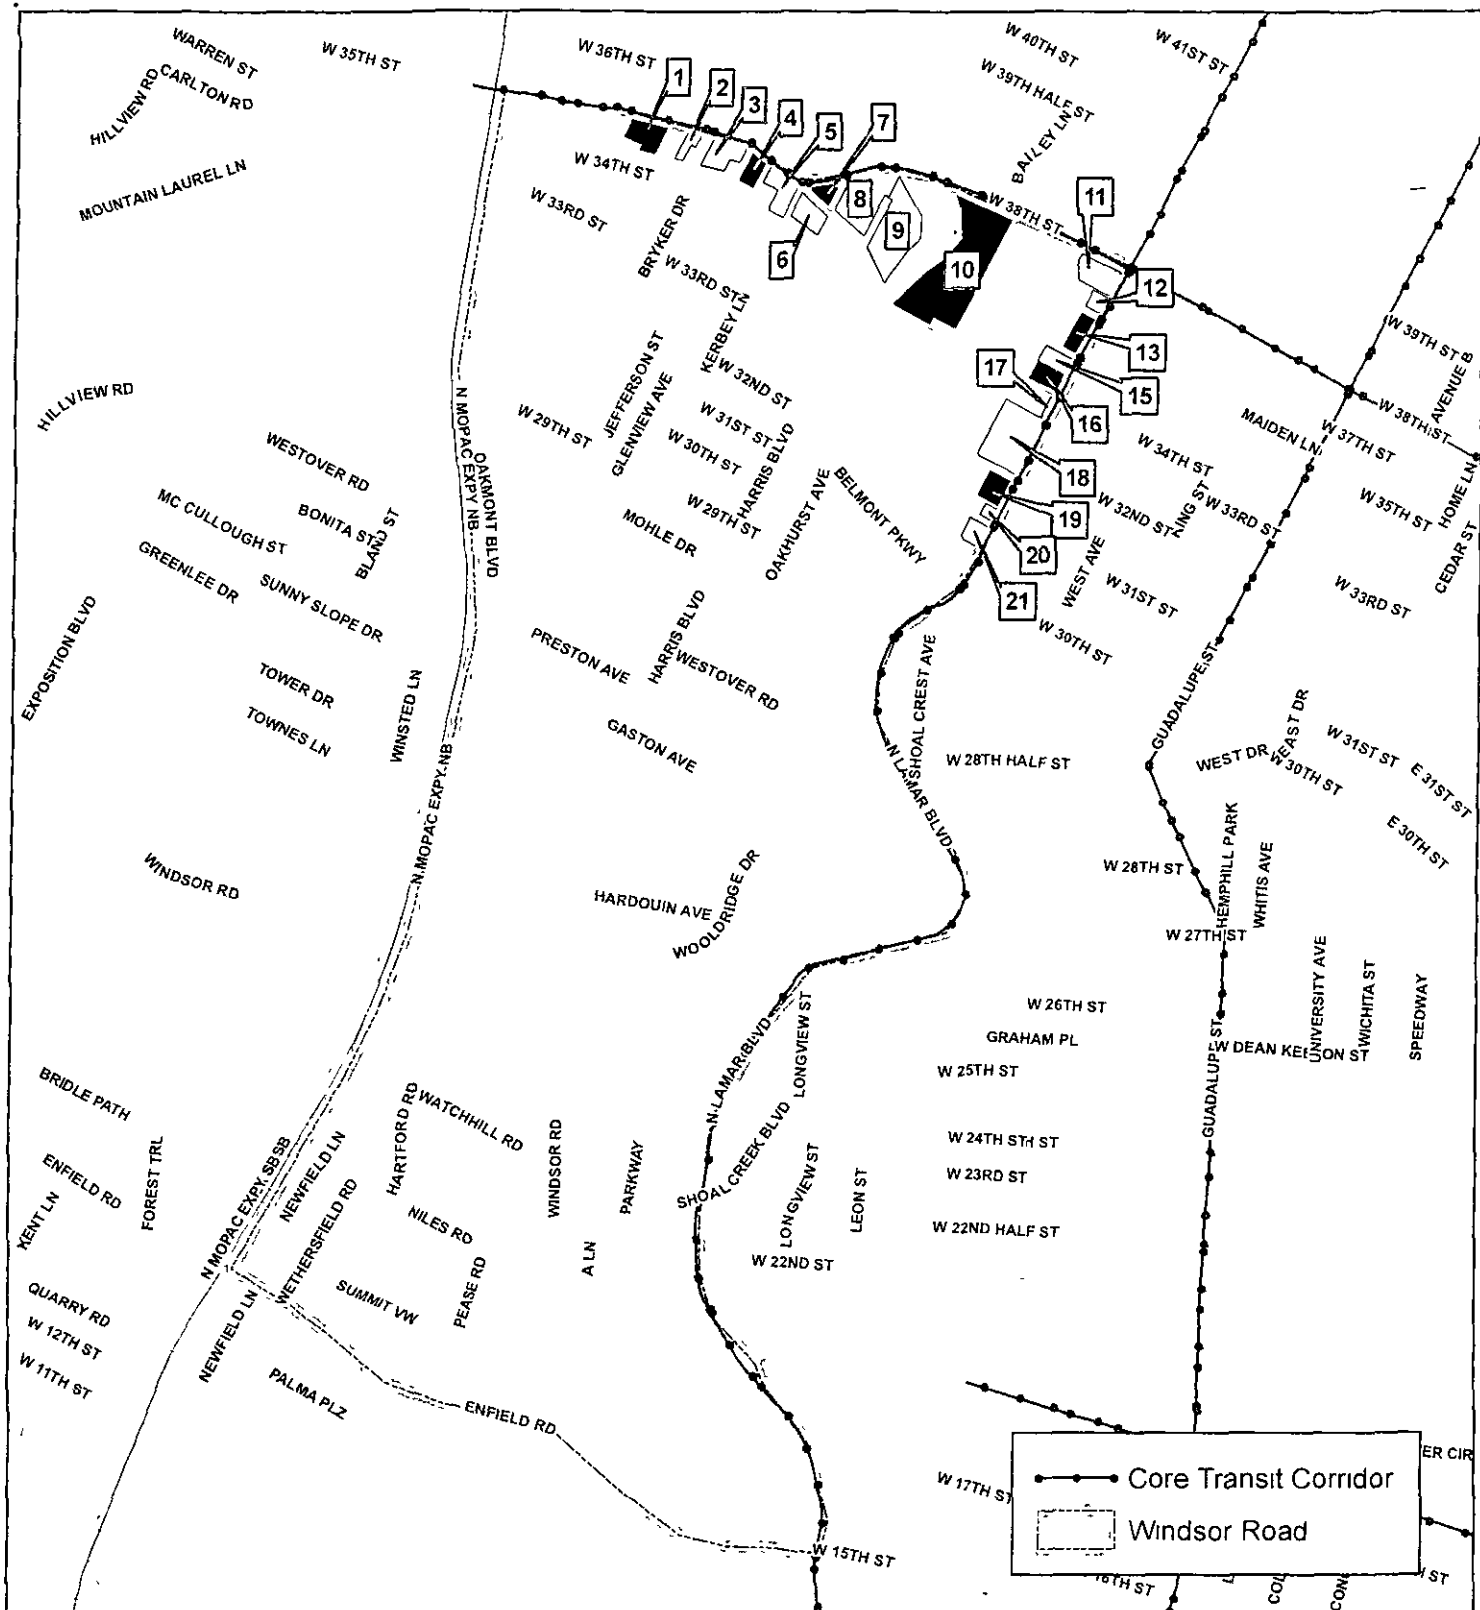 WARREN ST
W 35TH ST
W 36TH ST
W 40TH ST
W 41ST ST
CARLTON RD
HILLVIEW RD
W 39TH HALF ST
BAILEY LN
1
2
3
4
5
7
W 34TH ST
MOUNTAIN LAUREL LN
W 33RD ST
BRYKER DR
8
9
6
10
W 38TH ST
11
12
W 33RD ST
KERBEY LN
13
W 39TH ST
AVENUE B
JEFFERSON ST
W 32ND ST
17
15
16
HILLVIEW RD
N MOPAC EXPY NB
W 29TH ST
GLENVIEW AVE
W 31ST ST
W 30TH ST
HARRIS BLVD
MAIDEN LN
W 38TH ST
W 37TH ST
WESTOVER RD
OAKMONT BLVD
W 34TH ST
18
BELMONT PKWY
OAKHURST AVE
W 29TH ST
MC CULLOUGH ST
BONITA ST
BLAND ST
MOHLE DR
19
W 32ND ST
KING ST
W 33RD ST
W 35TH ST
HOME LN
GREENLEE DR
SUNNY SLOPE DR
20
21
WEST AVE
W 31ST ST
CEDAR ST
W 33RD ST
EXPOSITION BLVD
PRESTON AVE
HARRIS BLVD
WESTOVER RD
W 30TH ST
SHOAL CREST AVE
GUADALUPE ST
TOWER DR
WINSTED LN
TOWNES LN
GASTON AVE
N LAMAR BLVD
W 28TH HALF ST
WEST DR
EAST DR
W 30TH ST
W 31ST ST
E 31ST ST
N MOPAC EXPY NB
E 30TH ST
WINDSOR RD
W 28TH ST
HEMPHILL PARK
WHITIS AVE
HARDOUIN AVE
WOOLDRIDGE DR
W 27TH ST
UNIVERSITY AVE
WICHITA ST
SPEEDWAY
W 26TH ST
GRAHAM PL
LONGVIEW ST
N LAMAR BLVD
W 25TH ST
GUADALUPE ST
BRIDLE PATH
HARTFORD RD
WATCHHILL RD
SHOAL CREEK BLVD
W 24TH ST
W 23RD ST
ENFIELD RD
FOREST TRL
NEWFIELD LN
WINDSOR RD
PARKWAY
LONGVIEW ST
LEON ST
KENT LN
N MOPAC EXPY SB
WETHERSFIELD RD
NILES RD
W 22ND HALF ST
A LN
W 22ND ST
QUARRY RD
SUMMIT VW
PEASE RD
W 12TH ST
NEWFIELD LN
W 11TH ST
PALMA PLZ
ENFIELD RD
ER CIR
W 17TH ST
Core Transit Corridor
Windsor Road
W 15TH ST
16TH ST
COL
CON
H ST